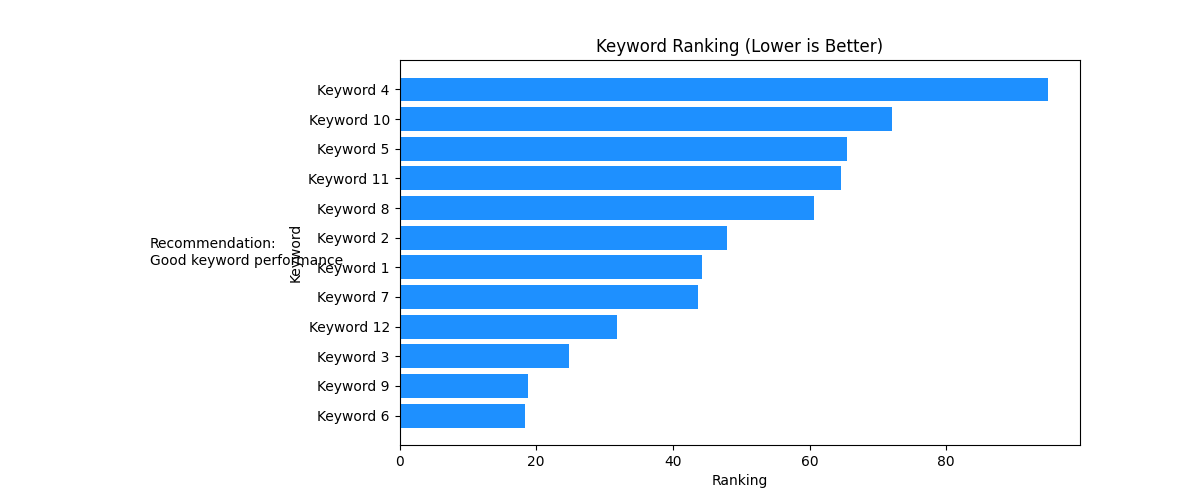 Keyword Ranking (Lower is Better)
Keyword 4
Keyword 10
Keyword 5
Keyword 11
Keyword 8
Keyword 2
Keyword 1
Keyword 7
Keyword 12
Keyword 3
Keyword 9
Keyword 6
Keyword
Recommendation:
Good keyword performance
0 20 40 60 80
Ranking